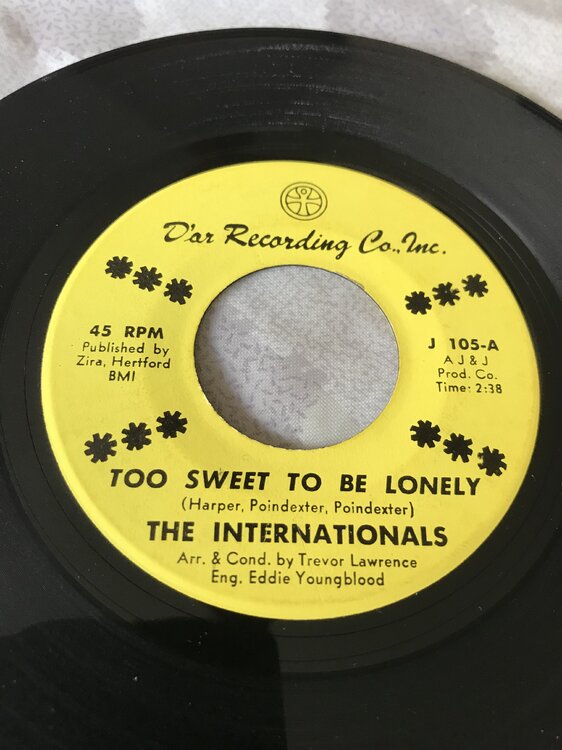 D'or Recording Co., Inc.
45 RPM
Published by
Zira, Hertford
BMI
J 105-A
A J & J
Prod. Co.
Time: 2:38
TOO SWEET TO BE LONELY
(Harper, Poindexter, Poindexter)
THE INTERNATIONALS
Arr. & Cond. by Trevor Lawrence
Eng. Eddie Youngblood